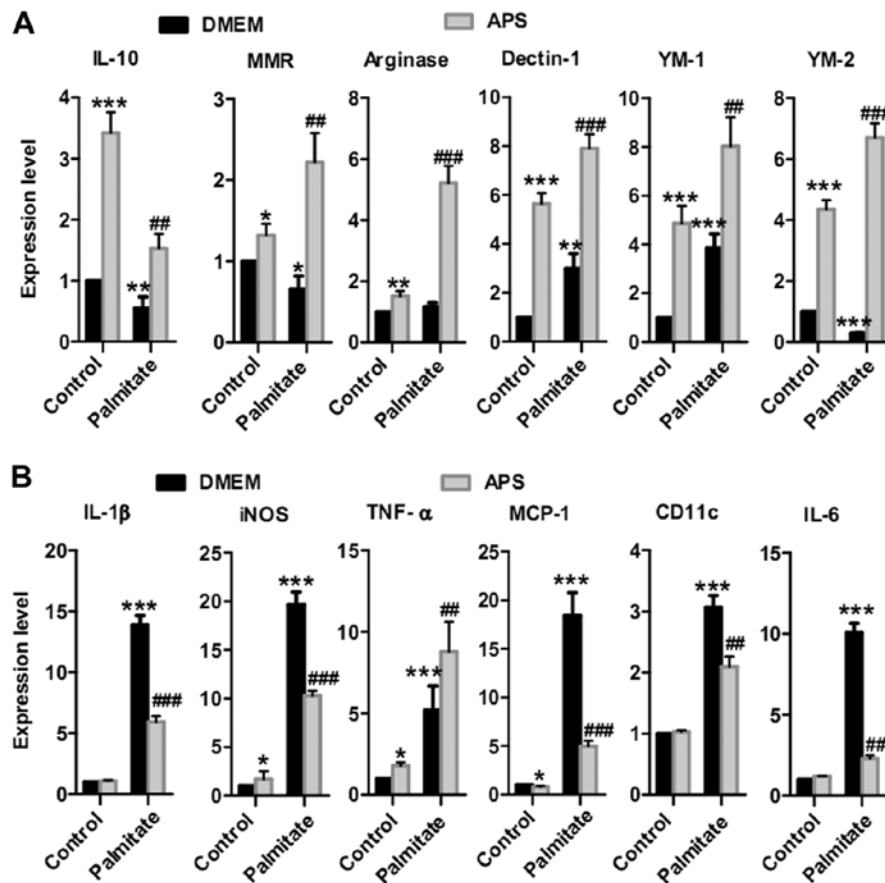 A
DMEM APS
IL-10 MMR Arginase Dectin-1 YM-1 YM-2
Expression level
4 3 2 1 0
3 2 1 0
8 6 4 2 0
10 8 6 4 2 0
10 8 6 4 2 0
8 6 4 2 0
*** ** ##
* * ##
** ###
*** ** ###
*** *** ##
*** *** ###
Control Palmitate Control Palmitate Control Palmitate Control Palmitate Control Palmitate Control Palmitate
B
DMEM APS
IL-1β iNOS TNF- α MCP-1 CD11c IL-6
Expression level
20 15 10 5 0
25 20 15 10 5 0
15 10 5 0
25 20 15 10 5 0
4 3 2 1 0
15 10 5 0
*** ###
* *** ###
* *** ##
* *** ###
*** ##
*** ##
Control Palmitate Control Palmitate Control Palmitate Control Palmitate Control Palmitate Control Palmitate